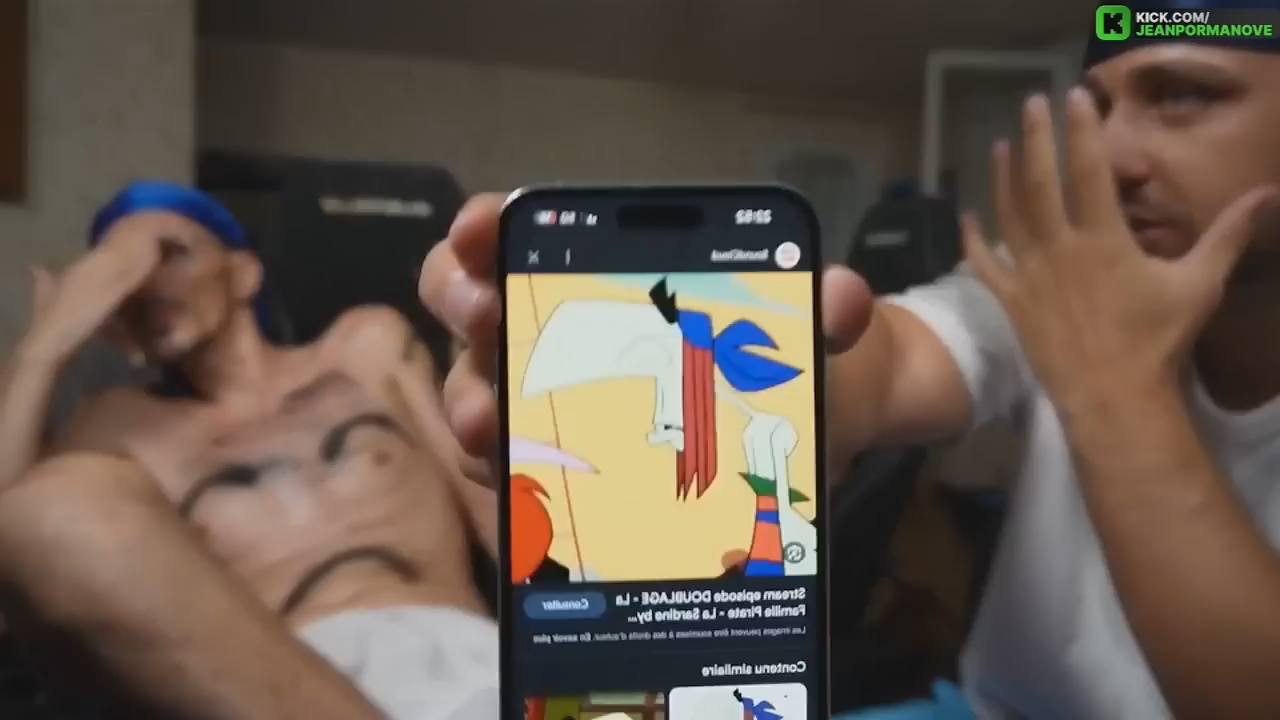 KICK.COM/
JEANPORMANOVE
22:52
SoundCloud
Stream episode DOUBLAGE - La
Famille Pirate - La Sardine by...
Consulter
Les images peuvent être soumises à des droits d'auteur. En savoir plus
Contenu similaire